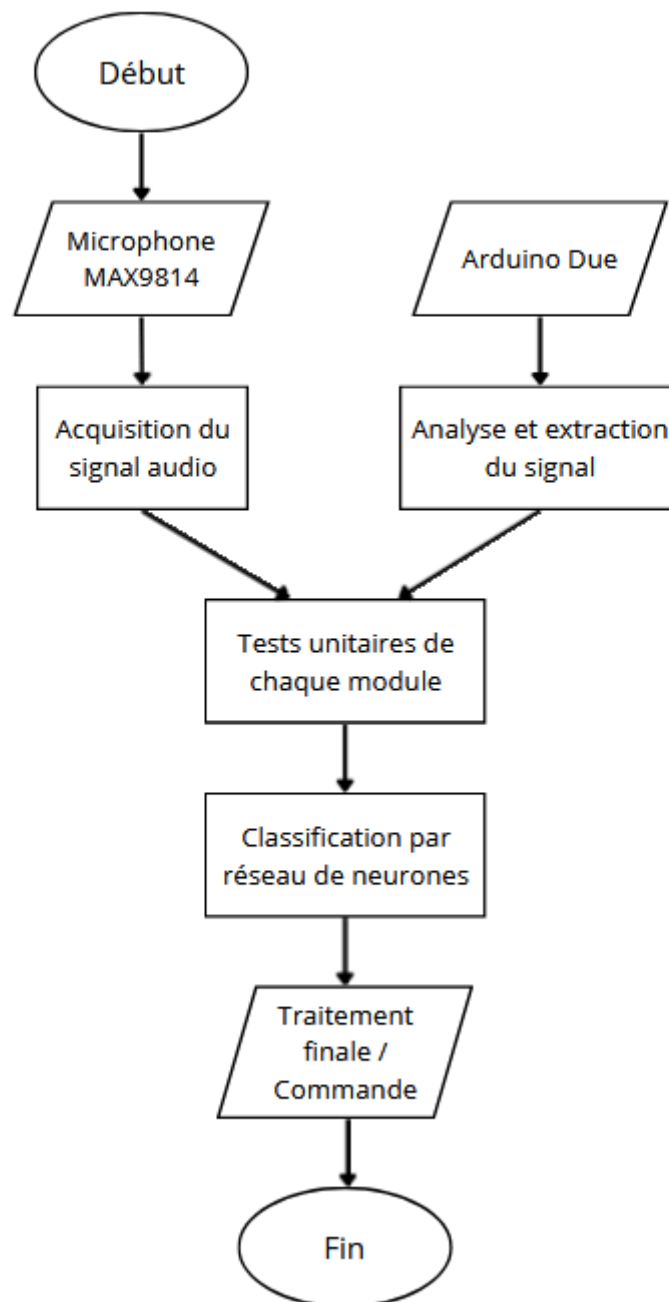 Début
Microphone
MAX9814
Arduino Due
Acquisition du
signal audio
Analyse et extraction
du signal
Tests unitaires de
chaque module
Classification par
réseau de neurones
Traitement
finale /
Commande
Fin